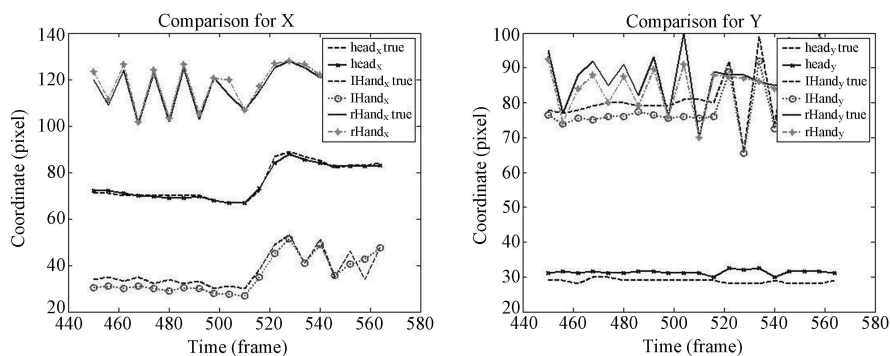 Comparison for X
Coordinate (pixel)
140
120
100
80
60
40
20
440 460 480 500 520 540 560 580
Time (frame)
headx true
headx
lHandx true
lHandx
rHandx true
rHandx
Comparison for Y
Coordinate (pixel)
100
90
80
70
60
50
40
30
20
440 460 480 500 520 540 560 580
Time (frame)
heady true
heady
lHandy true
lHandy
rHandy true
rHandy